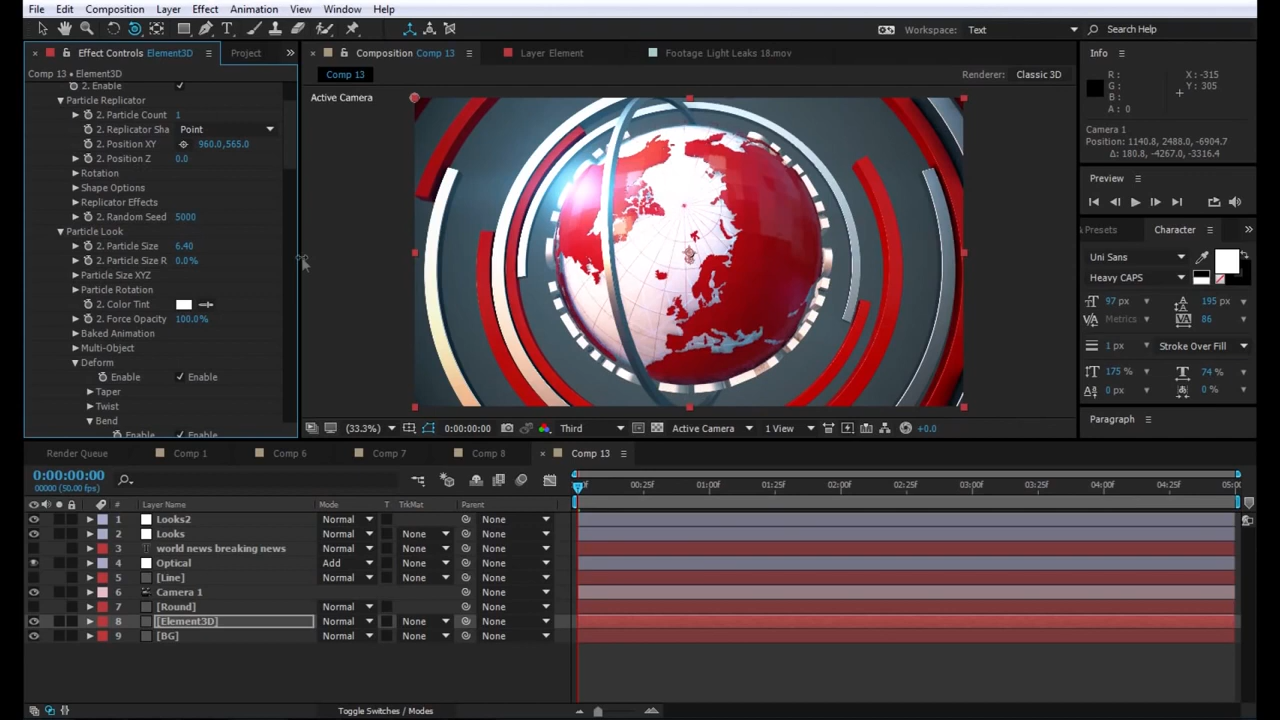 File Edit Composition Layer Effect Animation View Window Help
Workspace: Text Search Help
Effect Controls Element3D Project
Composition Comp 13 Layer Element Footage Light Leaks 18.mov
Info
Comp 13 • Element3D
Comp 13
Renderer: Classic 3D
Active Camera
2. Enable
Particle Replicator
2. Particle Count 1
2. Replicator Sha Point
2. Position XY 960.0,565.0
2. Position Z 0.0
Rotation
Shape Options
Replicator Effects
2. Random Seed 5000
Particle Look
2. Particle Size 6.40
2. Particle Size R 0.0%
Particle Size XYZ
Particle Rotation
2. Color Tint
2. Force Opacity 100.0%
Baked Animation
Multi-Object
Deform
Enable Enable
Taper
Twist
Bend
Enable Enable
R :
G :
B :
A : 0
X : -315
Y : 305
Camera 1
Position: 1140.8, 2488.0, -6904.7
Δ: 180.8, -4267.0, -3316.4
Preview
Presets Character
Uni Sans
Heavy CAPS
97 px 195 px
Metrics 86
1 px Stroke Over Fill
175 % 74 %
0 px 0 %
Paragraph
(33.3%) 0:00:00:00 Third Active Camera 1 View +0.0
Render Queue Comp 1 Comp 6 Comp 7 Comp 8 Comp 13
0:00:00:00
00000 (50.00 fps)
00:25f 01:00f 01:25f 02:00f 02:25f 03:00f 03:25f 04:00f 04:25f 05:00
# Layer Name Mode T TrkMat Parent
1 Looks2 Normal None
2 Looks Normal None None
3 world news breaking news Normal None None
4 Optical Add None None
5 [Line] Normal None None
6 Camera 1 None
7 [Round] Normal None None
8 [Element3D] Normal None None
9 [BG] Normal None None
Toggle Switches / Modes